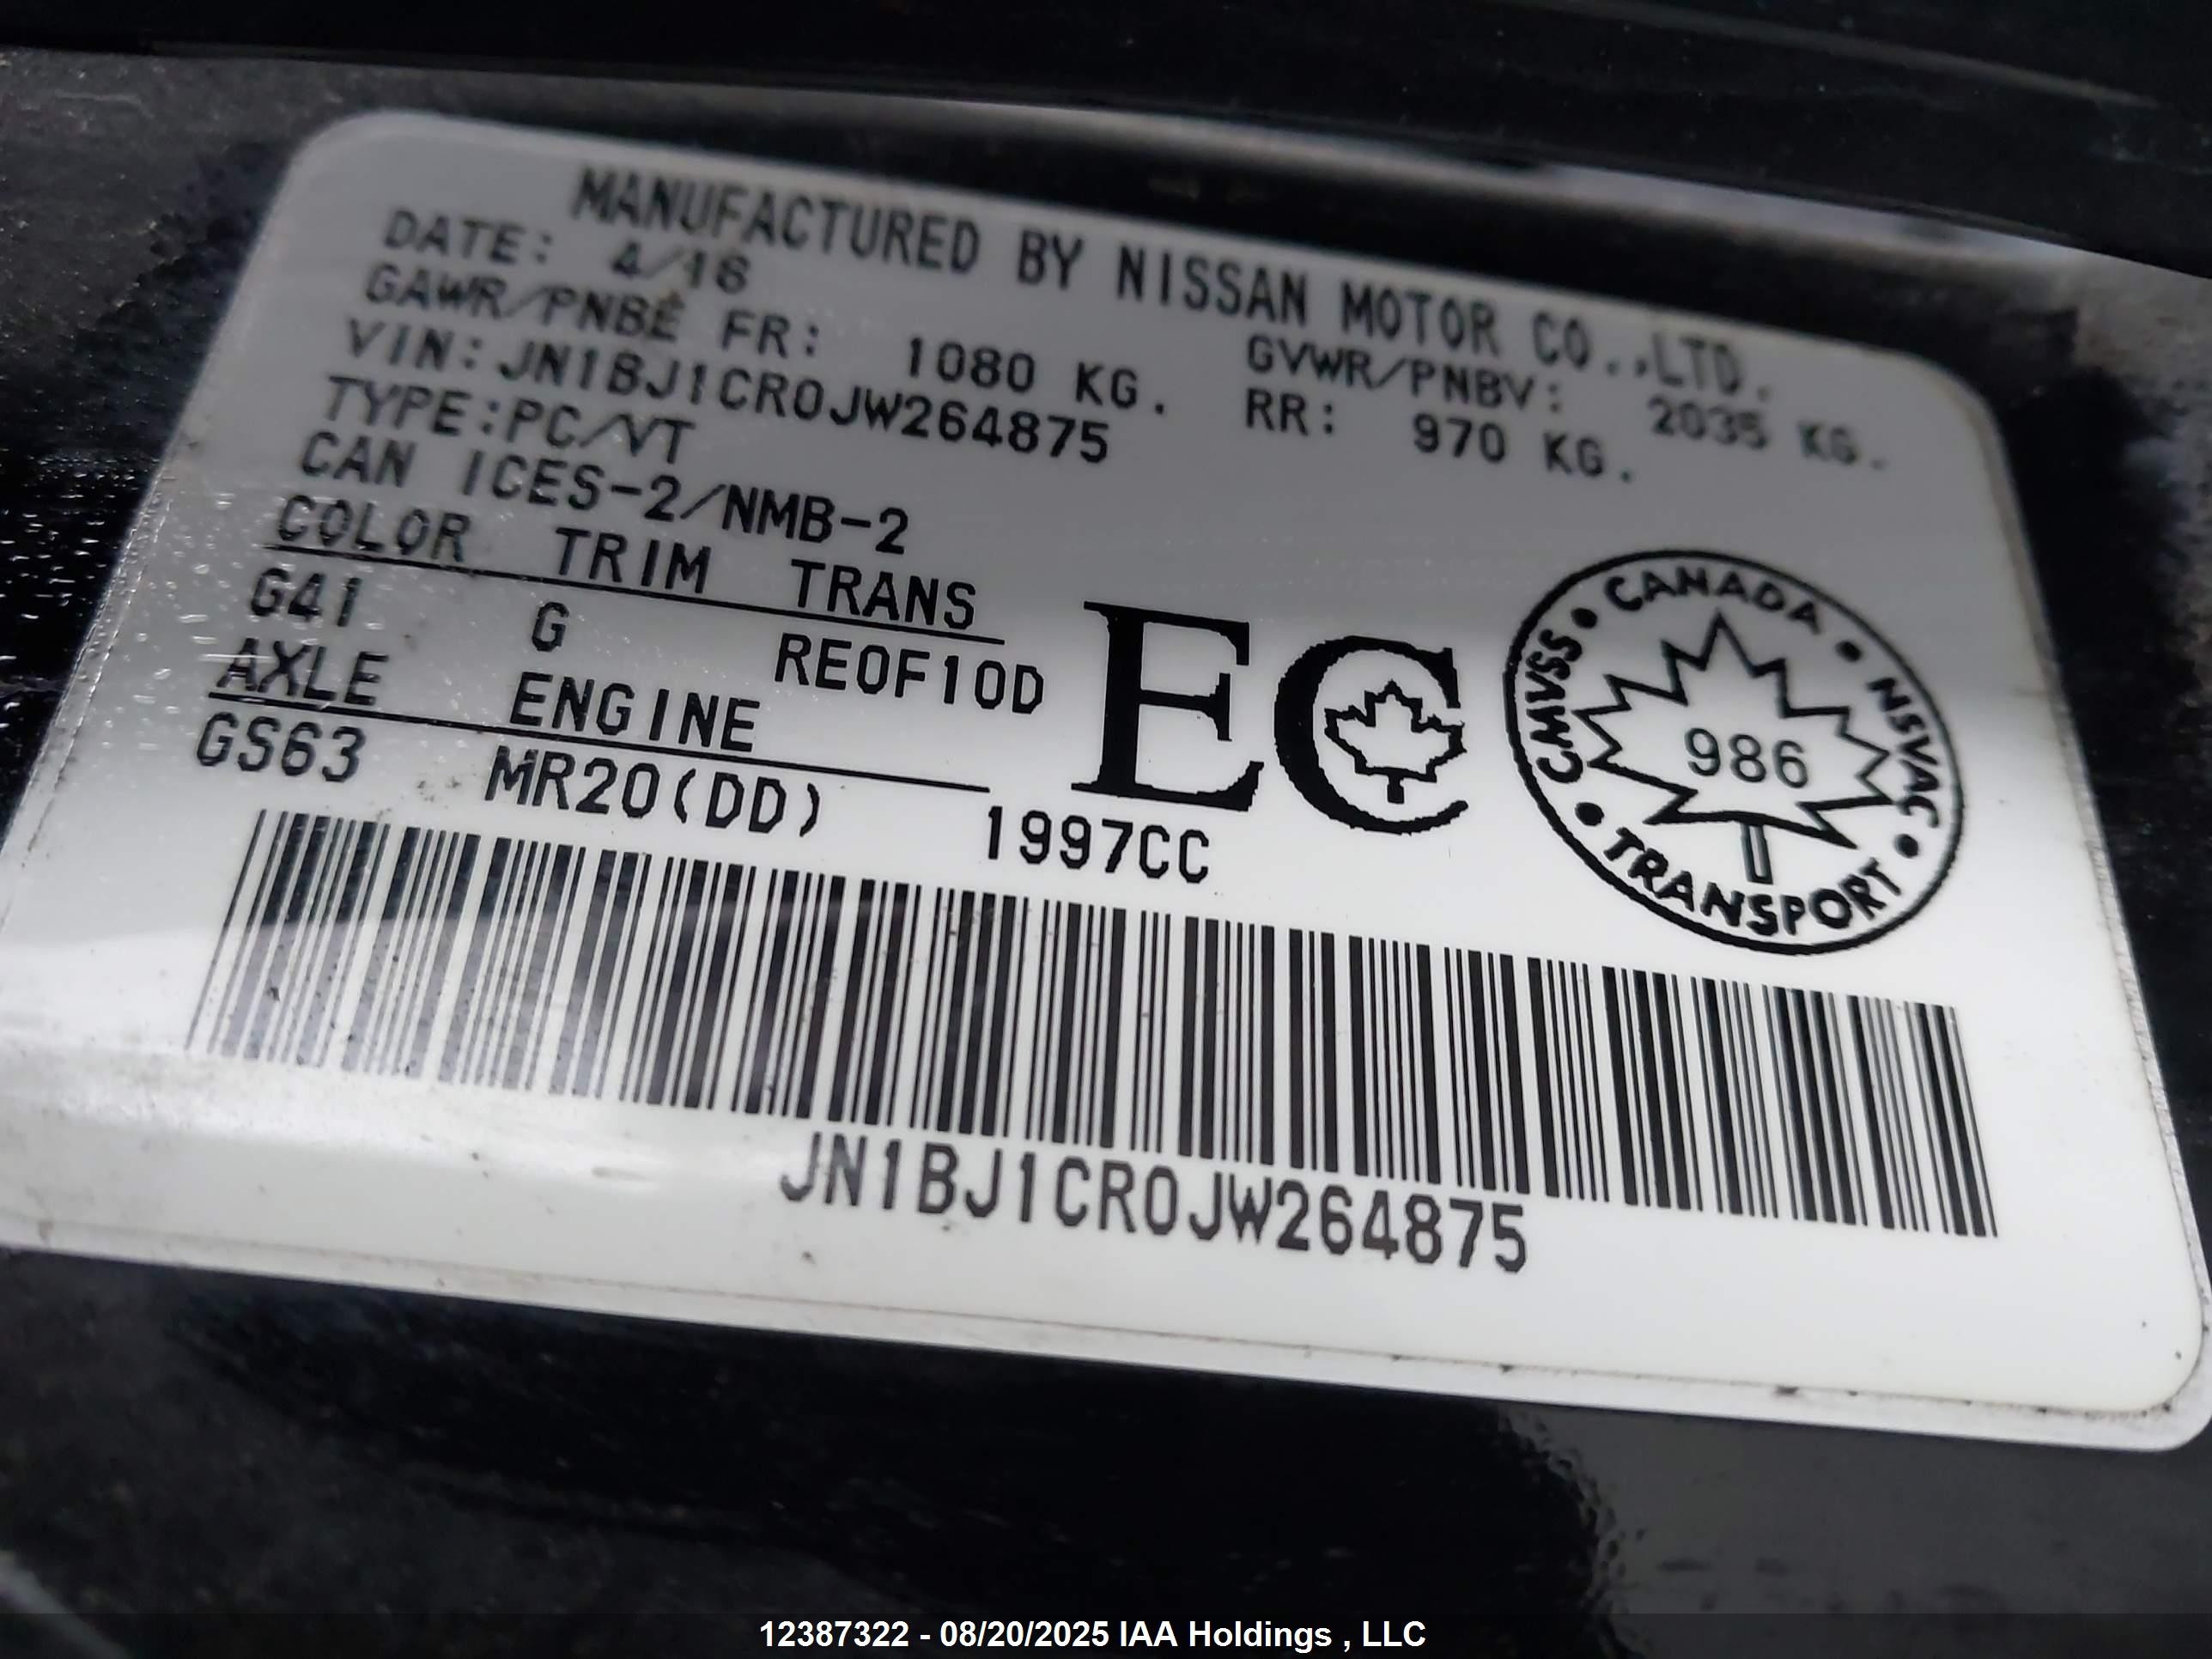 MANUFACTURED BY NISSAN MOTOR CO.,LTD.
DATE: 4/18 GVWR/PNBV: 2035 KG.
GAWR/PNBE FR: 1080 KG. RR: 970 KG.
VIN:JN1BJ1CR0JW264875
TYPE:PC/VT
CAN ICES-2/NMB-2
COLOR TRIM TRANS
G41 G RE0F10D
AXLE ENGINE
GS63 MR20(DD) 1997CC
EC
CANADA • NSVAC • TRANSPORT • CMVSS •
986
JN1BJ1CR0JW264875
12387322 - 08/20/2025 IAA Holdings , LLC